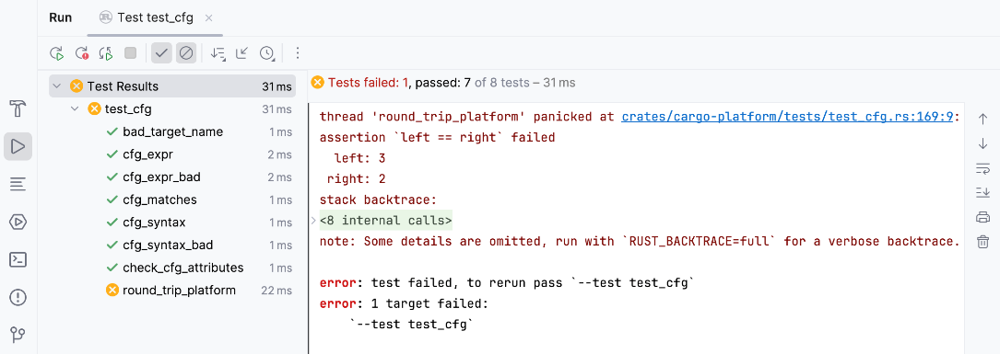 Run Test test_cfg
Test Results 31 ms
test_cfg 31 ms
bad_target_name 1 ms
cfg_expr 2 ms
cfg_expr_bad 2 ms
cfg_matches 1 ms
cfg_syntax 1 ms
cfg_syntax_bad 1 ms
check_cfg_attributes 1 ms
round_trip_platform 22 ms
Tests failed: 1, passed: 7 of 8 tests – 31 ms
thread 'round_trip_platform' panicked at crates/cargo-platform/tests/test_cfg.rs:169:9:
assertion `left == right` failed
  left: 3
 right: 2
stack backtrace:
<8 internal calls>
note: Some details are omitted, run with `RUST_BACKTRACE=full` for a verbose backtrace.
error: test failed, to rerun pass `--test test_cfg`
error: 1 target failed:
    `--test test_cfg`